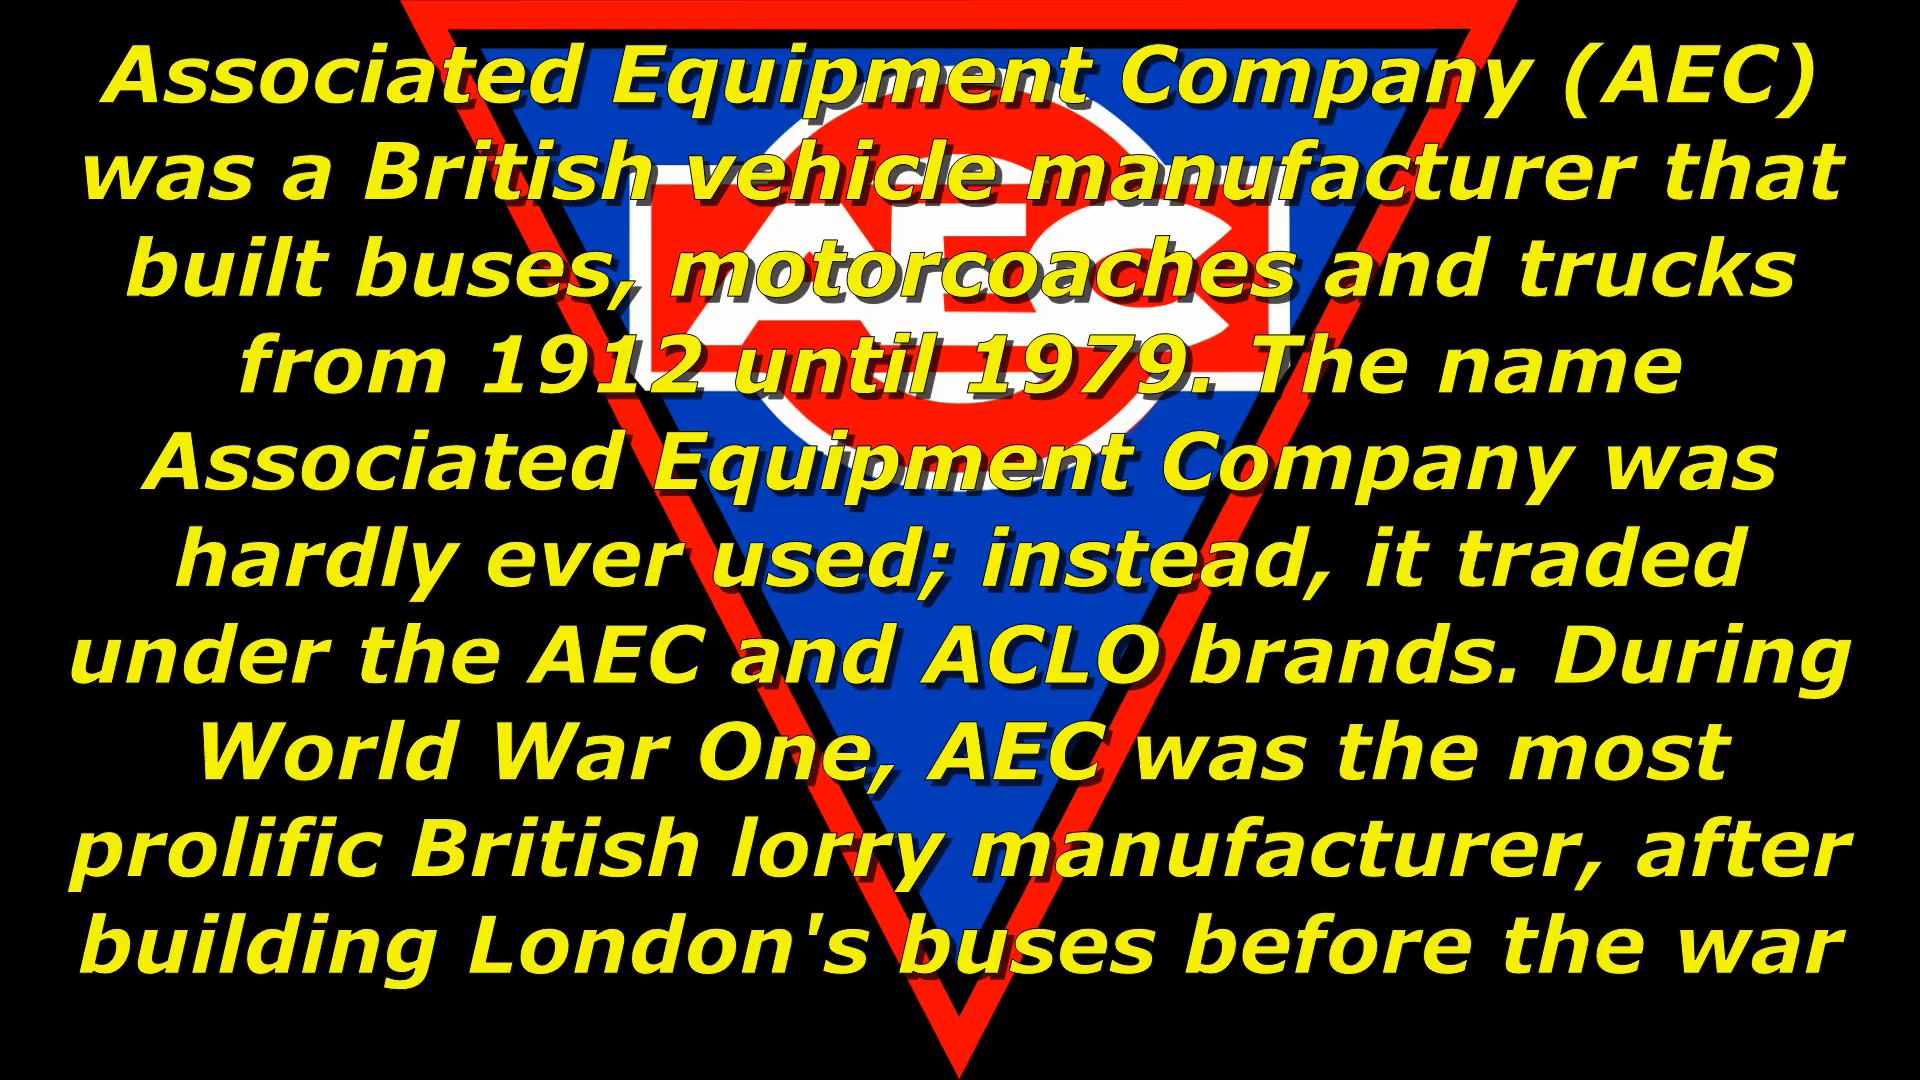 Associated Equipment Company (AEC)
was a British vehicle manufacturer that
built buses, motorcoaches and trucks
from 1912 until 1979. The name
Associated Equipment Company was
hardly ever used; instead, it traded
under the AEC and ACLO brands. During
World War One, AEC was the most
prolific British lorry manufacturer, after
building London's buses before the war
AEC